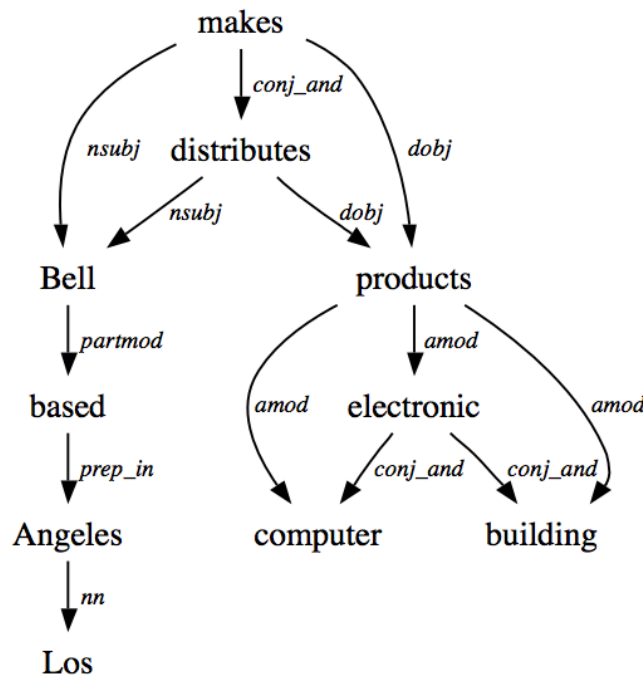 makes
conj_and
nsubj distributes dobj
nsubj dobj
Bell products
partmod amod
based amod electronic amod
prep_in conj_and conj_and
Angeles computer building
nn
Los